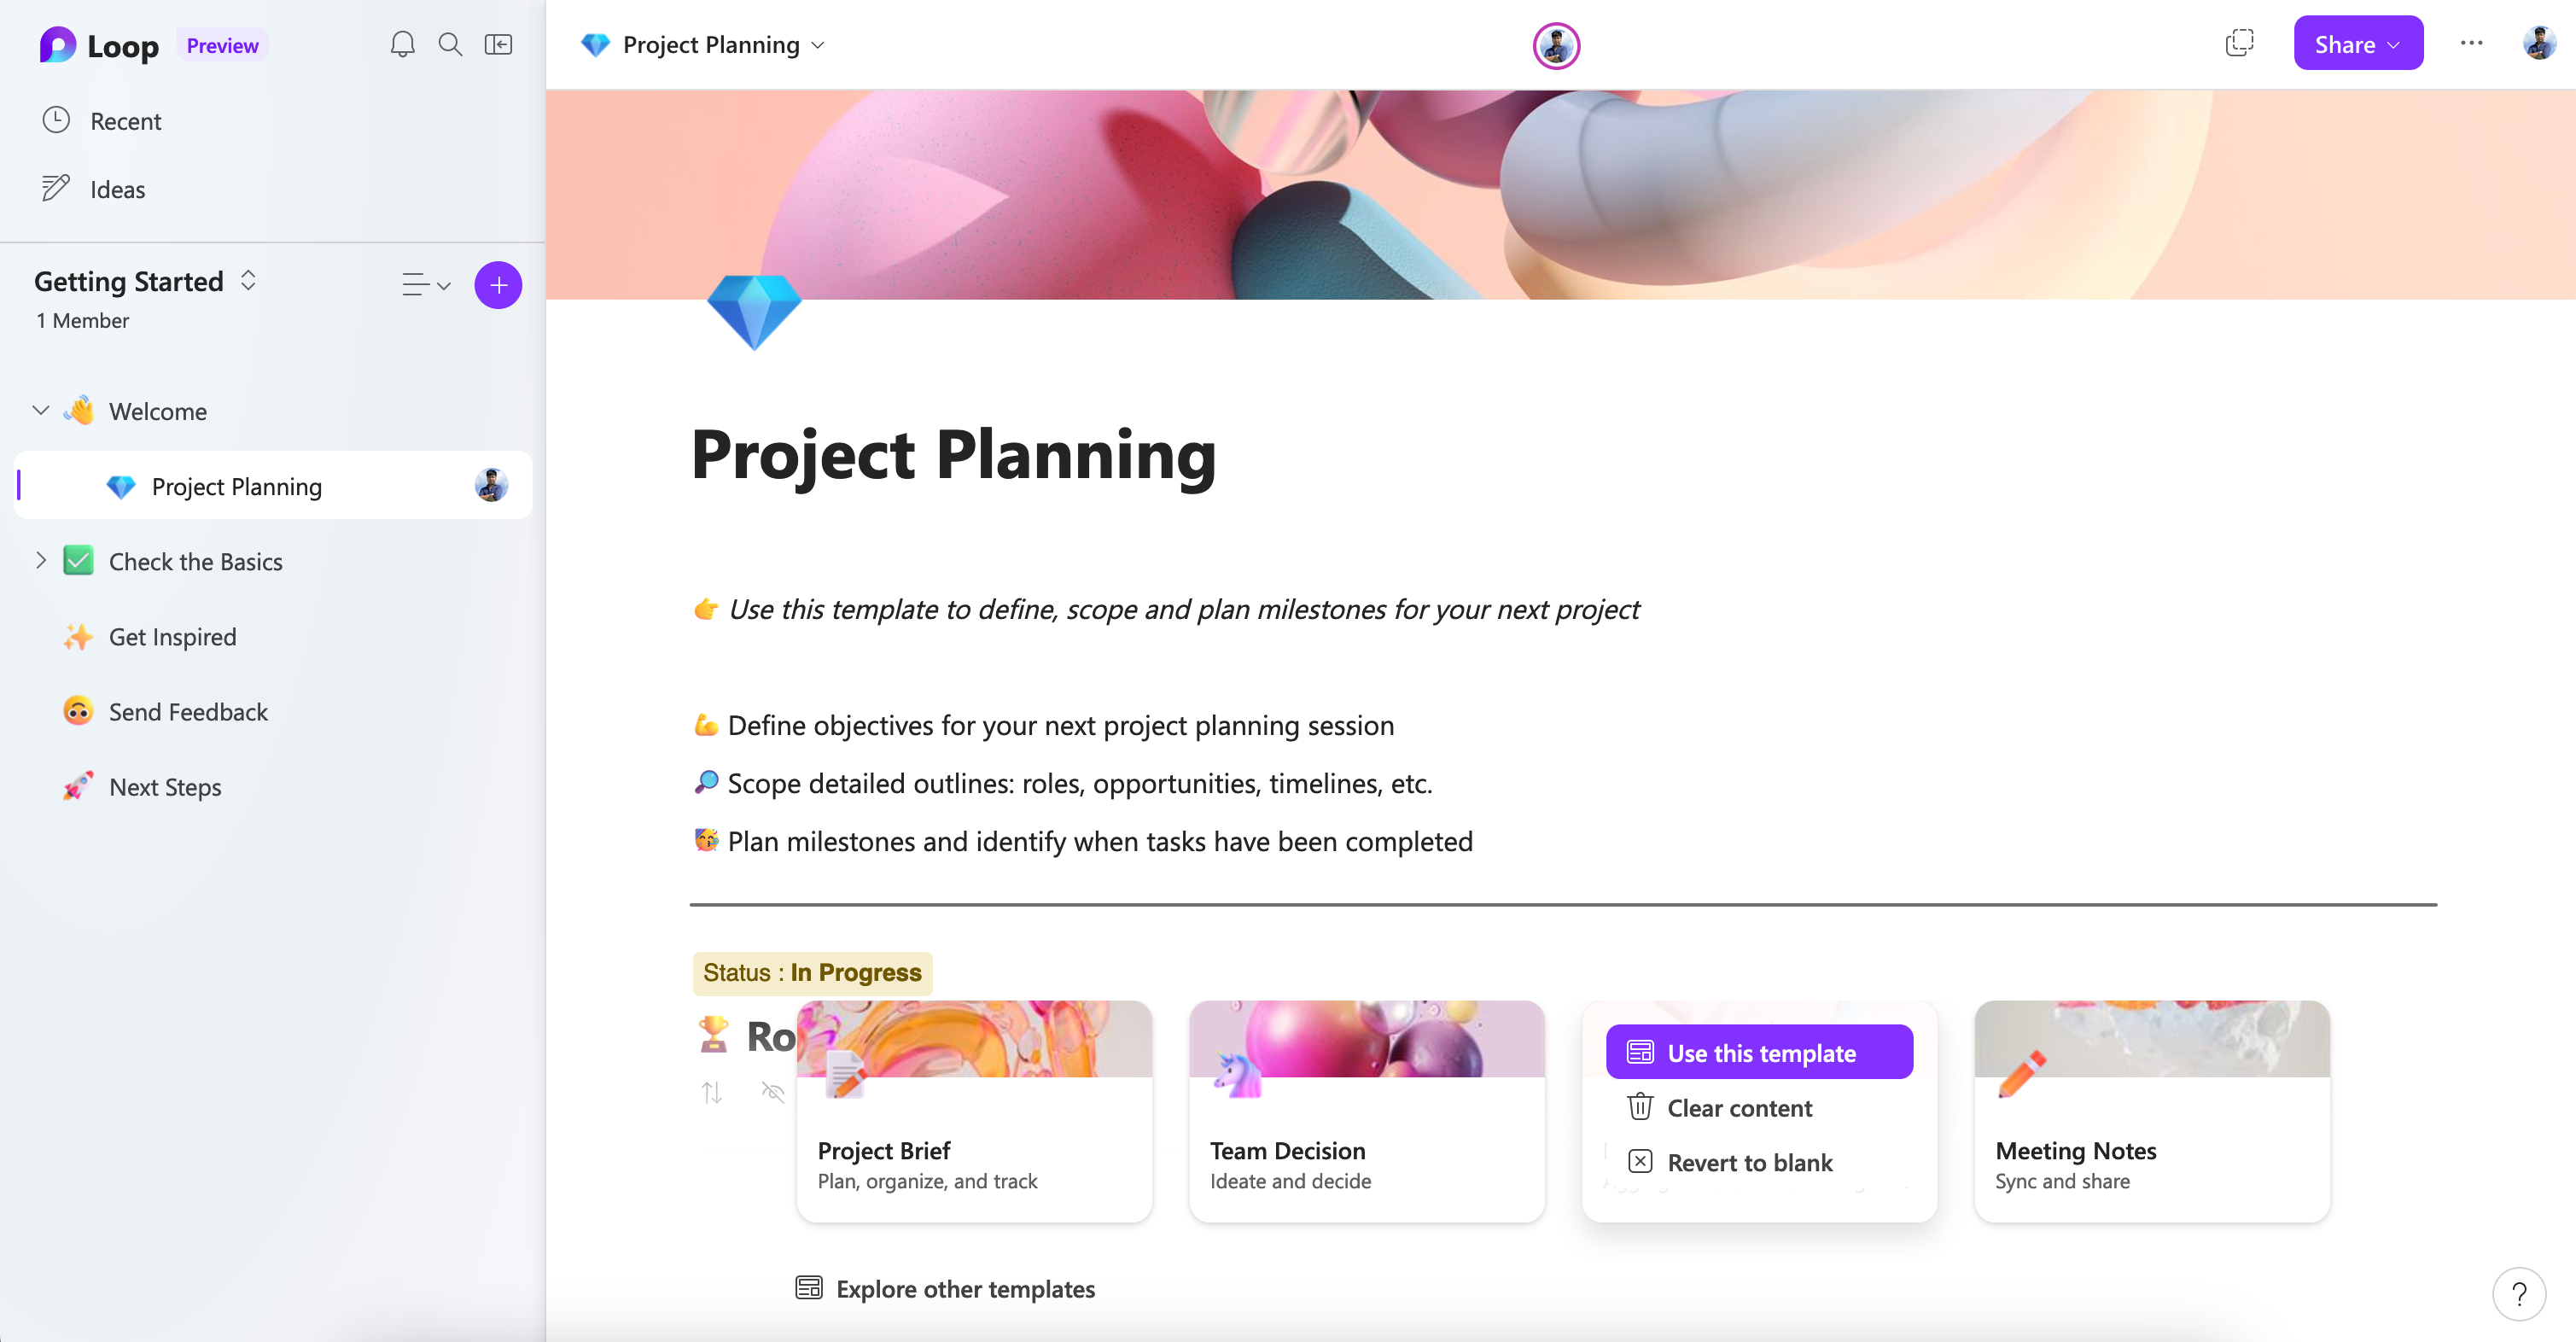 Loop Preview
Recent
Ideas
Getting Started
1 Member
Welcome
Project Planning
Check the Basics
Get Inspired
Send Feedback
Next Steps
Project Planning
Share
Project Planning
Use this template to define, scope and plan milestones for your next project
Define objectives for your next project planning session
Scope detailed outlines: roles, opportunities, timelines, etc.
Plan milestones and identify when tasks have been completed
Status : In Progress
Ro
Project Brief
Plan, organize, and track
Team Decision
Ideate and decide
Use this template
Clear content
Revert to blank
Meeting Notes
Sync and share
Explore other templates
?